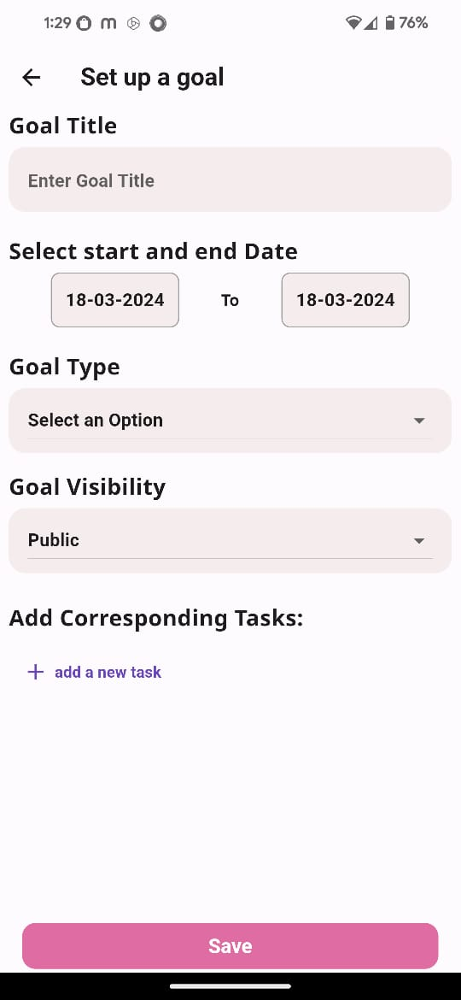 1:29 76%
Set up a goal
Goal Title
Enter Goal Title
Select start and end Date
18-03-2024 To 18-03-2024
Goal Type
Select an Option
Goal Visibility
Public
Add Corresponding Tasks:
+ add a new task
Save